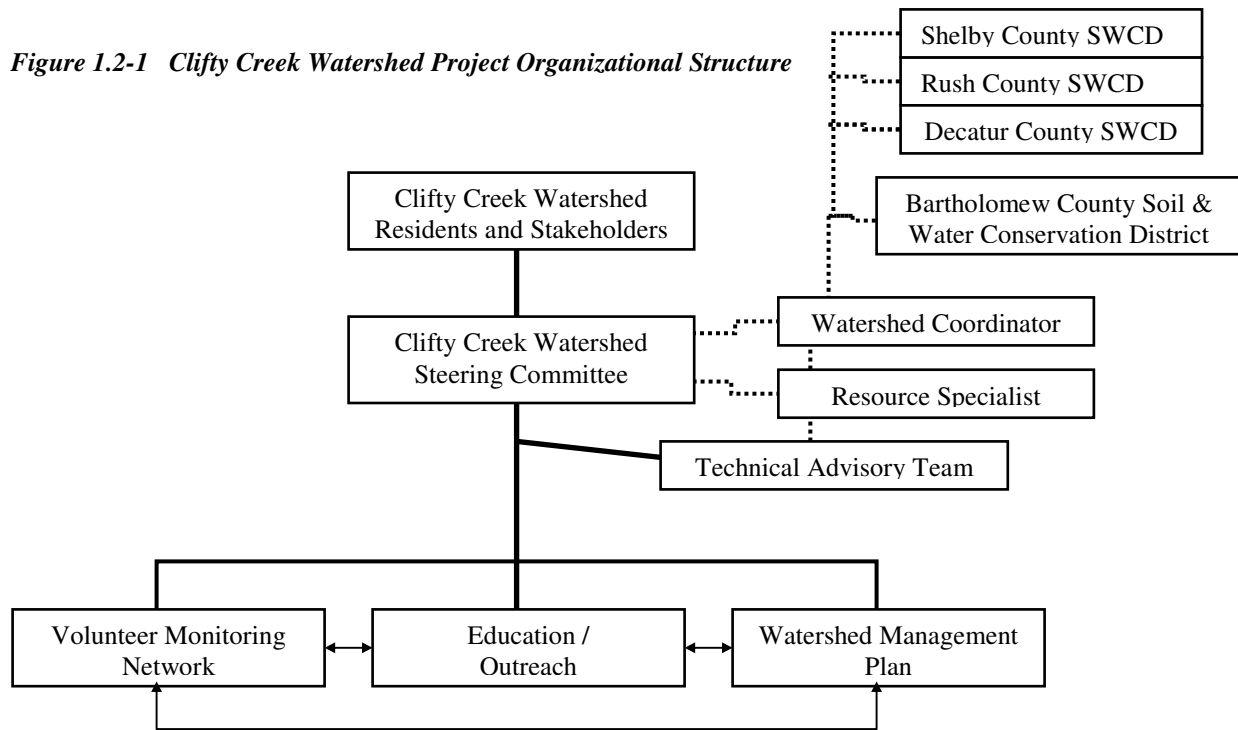 Figure 1.2-1 Clifty Creek Watershed Project Organizational Structure
Shelby County SWCD
Rush County SWCD
Decatur County SWCD
Clifty Creek Watershed
Residents and Stakeholders
Bartholomew County Soil &
Water Conservation District
Clifty Creek Watershed
Steering Committee
Watershed Coordinator
Resource Specialist
Technical Advisory Team
Volunteer Monitoring
Network
Education /
Outreach
Watershed Management
Plan